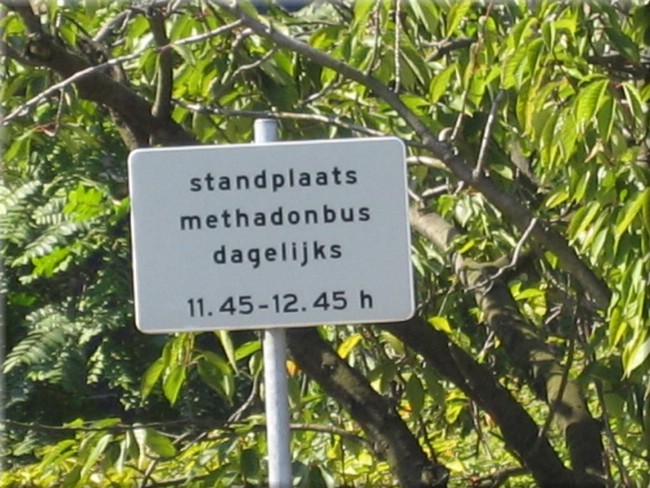 standplaats
methadonbus
dagelijks
11.45-12.45 h